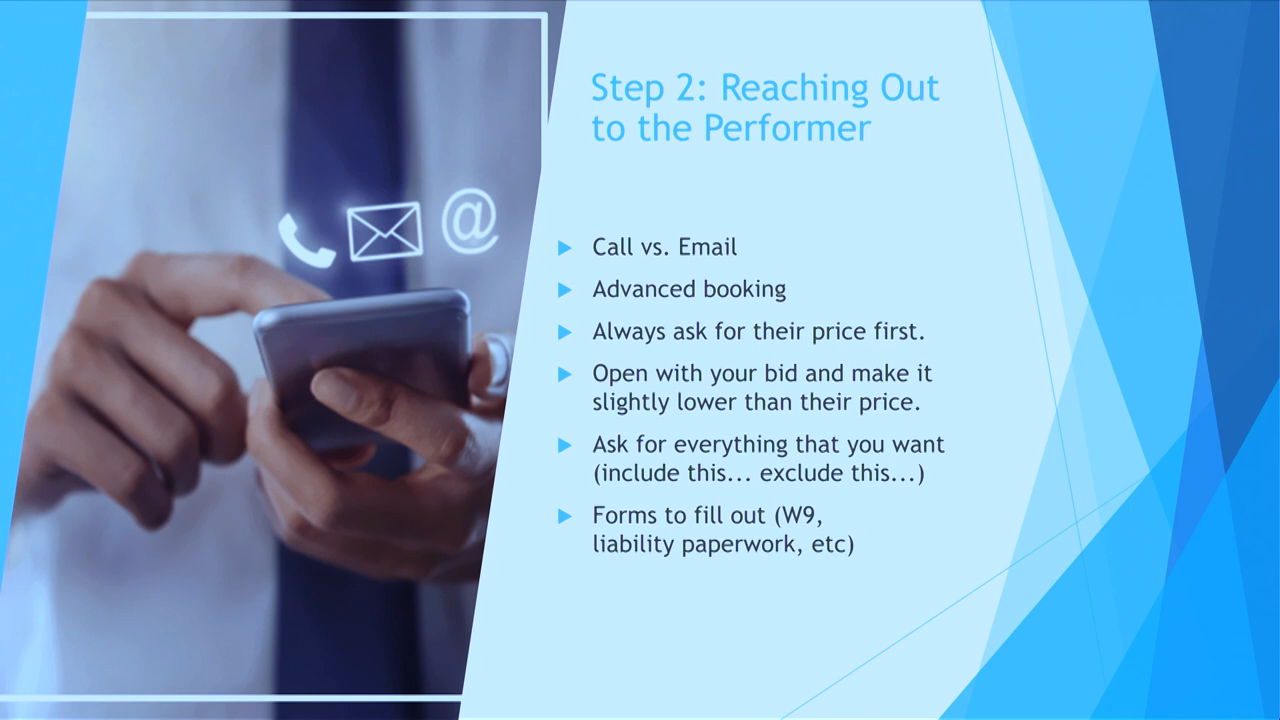 Step 2: Reaching Out
to the Performer
Call vs. Email
Advanced booking
Always ask for their price first.
Open with your bid and make it
slightly lower than their price.
Ask for everything that you want
(include this... exclude this...)
Forms to fill out (W9,
liability paperwork, etc)